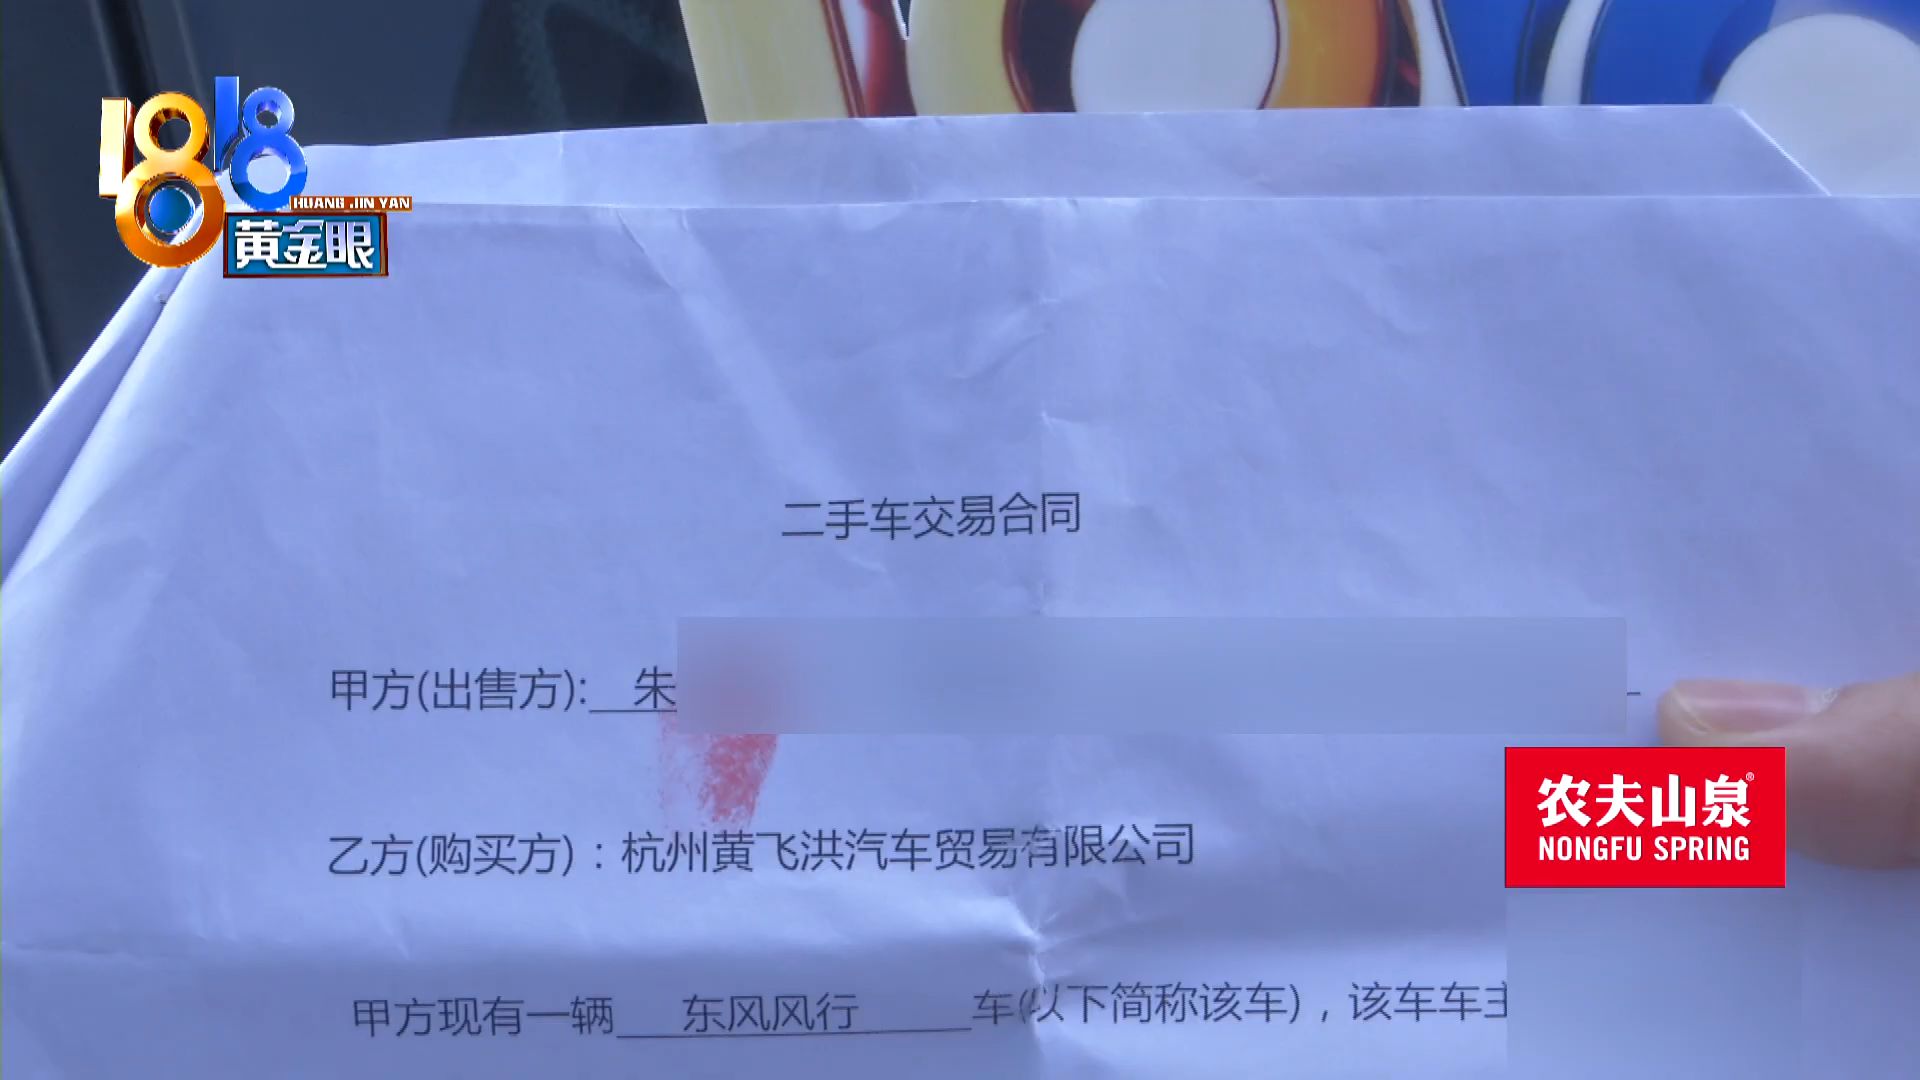 1818
HUANG JIN YAN
黄金眼
二手车交易合同
甲方(出售方):  朱
乙方(购买方)：杭州黄飞洪汽车贸易有限公司
农夫山泉®
NONGFU SPRING
甲方现有一辆  东风风行  车(以下简称该车)，该车车主